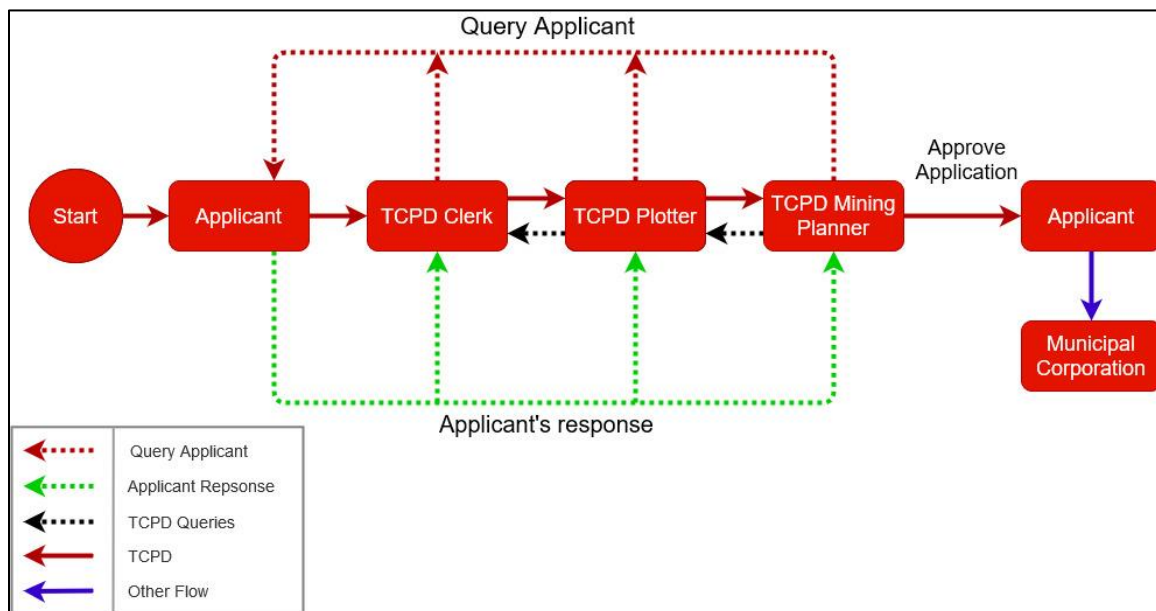 Query Applicant
Approve
Application
Start
Applicant
TCPD Clerk
TCPD Plotter
TCPD Mining
Planner
Applicant
Municipal
Corporation
Applicant's response
Query Applicant
Applicant Repsonse
TCPD Queries
TCPD
Other Flow